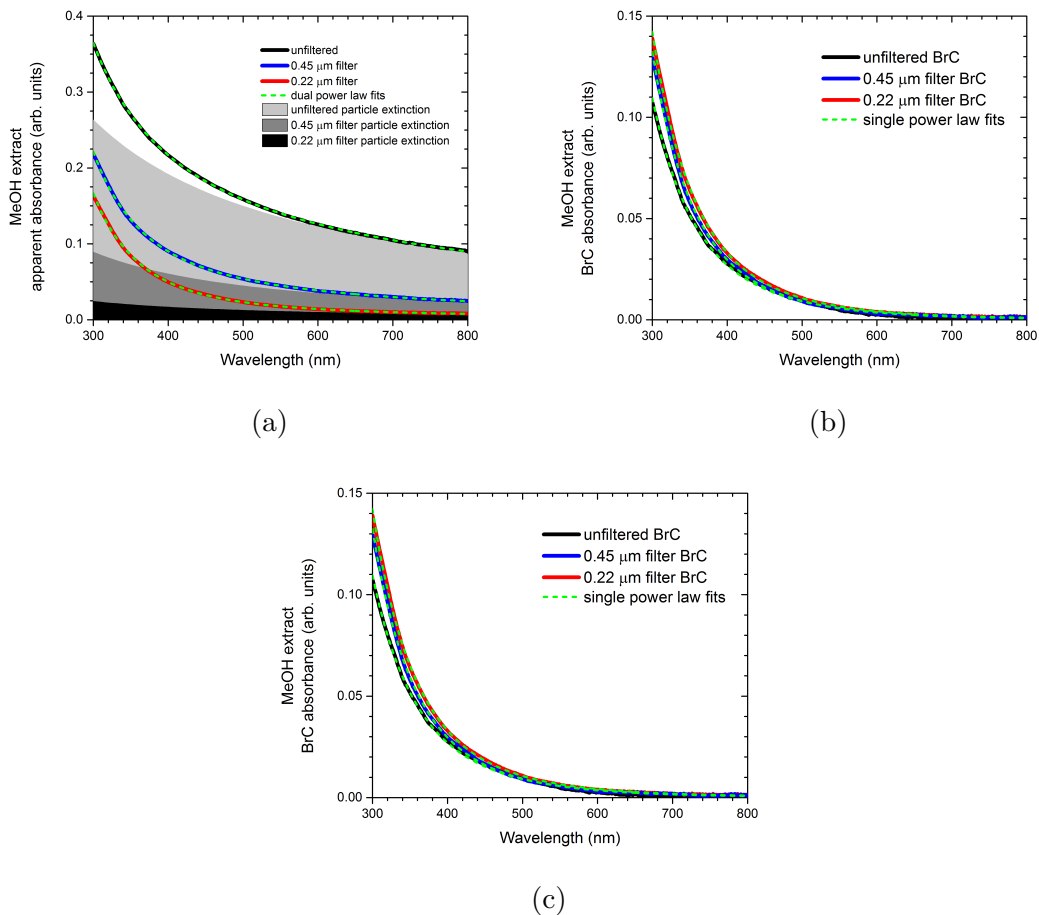 0.4
0.3
0.2
0.1
0.0
300 400 500 600 700 800
MeOH extract
apparent absorbance (arb. units)
Wavelength (nm)
unfiltered
0.45 μm filter
0.22 μm filter
dual power law fits
unfiltered particle extinction
0.45 μm filter particle extinction
0.22 μm filter particle extinction
(a)
0.15
0.10
0.05
0.00
300 400 500 600 700 800
MeOH extract
BrC absorbance (arb. units)
Wavelength (nm)
unfiltered BrC
0.45 μm filter BrC
0.22 μm filter BrC
single power law fits
(b)
0.15
0.10
0.05
0.00
300 400 500 600 700 800
MeOH extract
BrC absorbance (arb. units)
Wavelength (nm)
unfiltered BrC
0.45 μm filter BrC
0.22 μm filter BrC
single power law fits
(c)